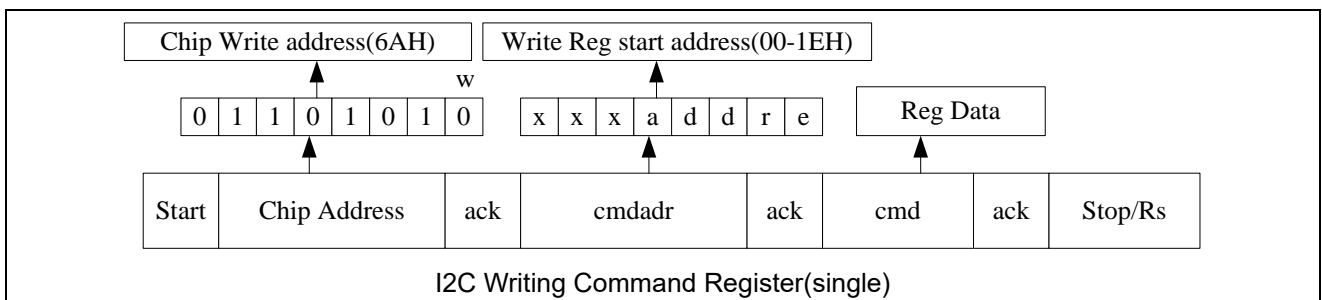 Chip Write address(6AH) Write Reg start address(00-1EH)
w
0 1 1 0 1 0 1 0 x x x a d d r e Reg Data
Start Chip Address ack cmdadr ack cmd ack Stop/Rs
I2C Writing Command Register(single)